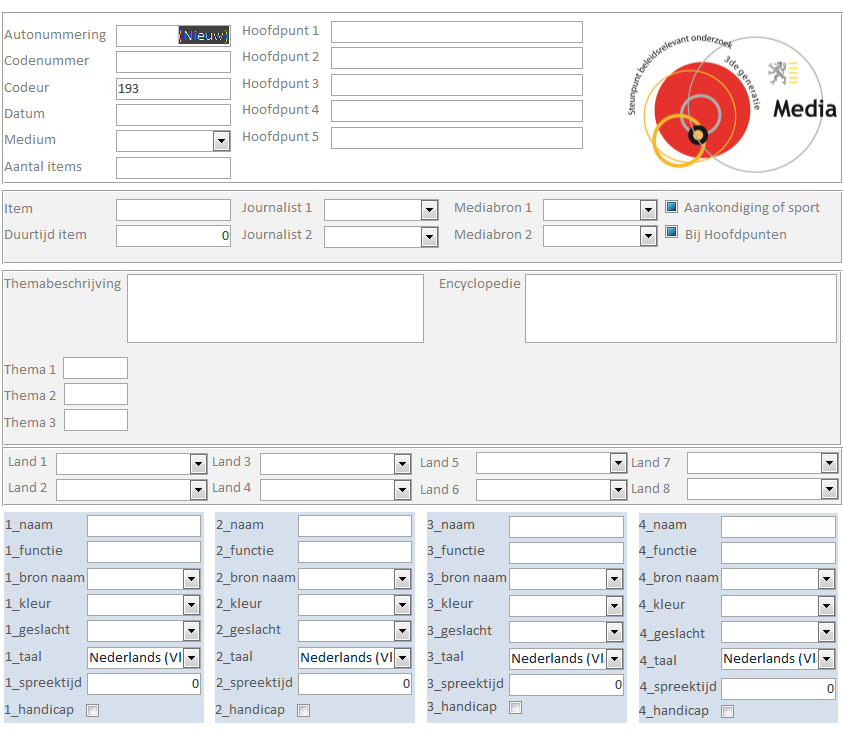 Autonummering (Nieuw) Hoofdpunt 1
Codenummer Hoofdpunt 2
Codeur 193 Hoofdpunt 3
Datum Hoofdpunt 4
Medium Hoofdpunt 5
Aantal items
Steunpunt beleidsrelevant onderzoek
3de generatie
Media
Item Journalist 1 Mediabron 1 Aankondiging of sport
Duurtijd item 0 Journalist 2 Mediabron 2 Bij Hoofdpunten
Themabeschrijving Encyclopedie
Thema 1
Thema 2
Thema 3
Land 1 Land 3 Land 5 Land 7
Land 2 Land 4 Land 6 Land 8
1_naam 2_naam 3_naam 4_naam
1_functie 2_functie 3_functie 4_functie
1_bron naam 2_bron naam 3_bron naam 4_bron naam
1_kleur 2_kleur 3_kleur 4_kleur
1_geslacht 2_geslacht 3_geslacht 4_geslacht
1_taal Nederlands (Vl 2_taal Nederlands (Vl 3_taal Nederlands (Vl 4_taal Nederlands (Vl
1_spreektijd 0 2_spreektijd 0 3_spreektijd 0 4_spreektijd 0
1_handicap 2_handicap 3_handicap 4_handicap